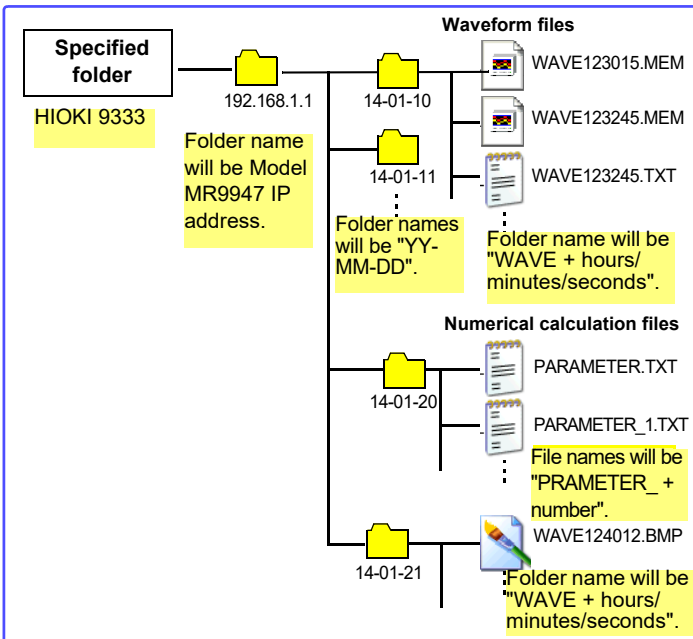 Waveform files
Specified
folder
HIOKI 9333
192.168.1.1
Folder name
will be Model
MR9947 IP
address.
14-01-10
14-01-11
Folder names
will be "YY-
MM-DD".
WAVE123015.MEM
WAVE123245.MEM
WAVE123245.TXT
Folder name will be
"WAVE + hours/
minutes/seconds".
Numerical calculation files
14-01-20
PARAMETER.TXT
PARAMETER_1.TXT
File names will be
"PRAMETER_ +
number".
14-01-21
WAVE124012.BMP
Folder name will be
"WAVE + hours/
minutes/seconds".